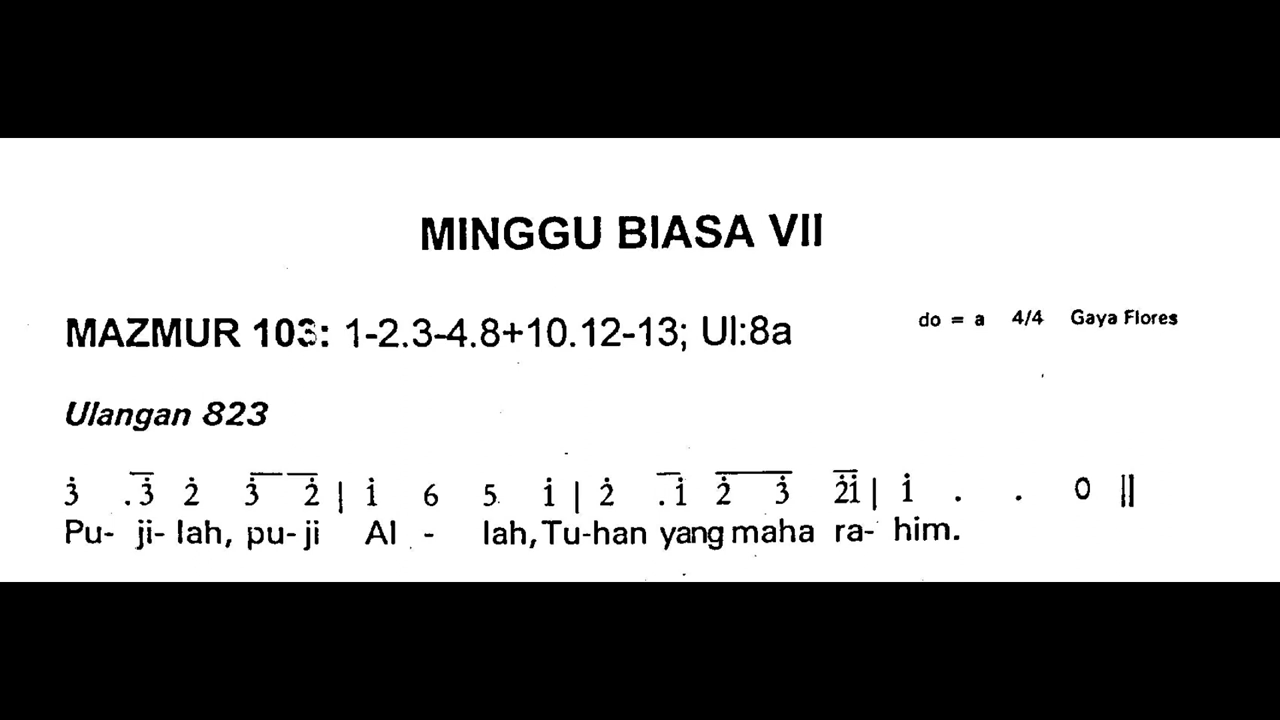 MINGGU BIASA VII
MAZMUR 103: 1-2.3-4.8+10.12-13; Ul:8a
do = a 4/4 Gaya Flores
Ulangan 823
3̇ .3̇ 2̇ 3̇ 2̇ | 1̇ 6 5 1̇ | 2̇ .1̇ 2̇ 3̇ 2̇1̇ | 1̇ . . 0 ||
Pu- ji- lah, pu- ji Al - lah, Tu-han yang maha ra- him.